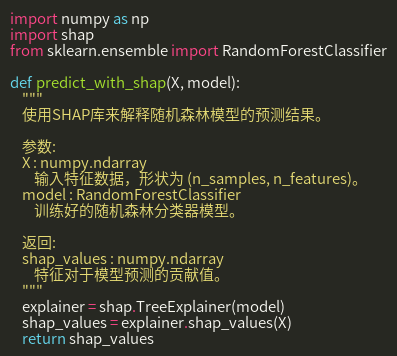 import numpy as np
import shap
from sklearn.ensemble import RandomForestClassifier

def predict_with_shap(X, model):
    """
    使用SHAP库来解释随机森林模型的预测结果。

    参数:
    X : numpy.ndarray
        输入特征数据，形状为 (n_samples, n_features)。
    model : RandomForestClassifier
        训练好的随机森林分类器模型。

    返回:
    shap_values : numpy.ndarray
        特征对于模型预测的贡献值。
    """
    explainer = shap.TreeExplainer(model)
    shap_values = explainer.shap_values(X)
    return shap_values